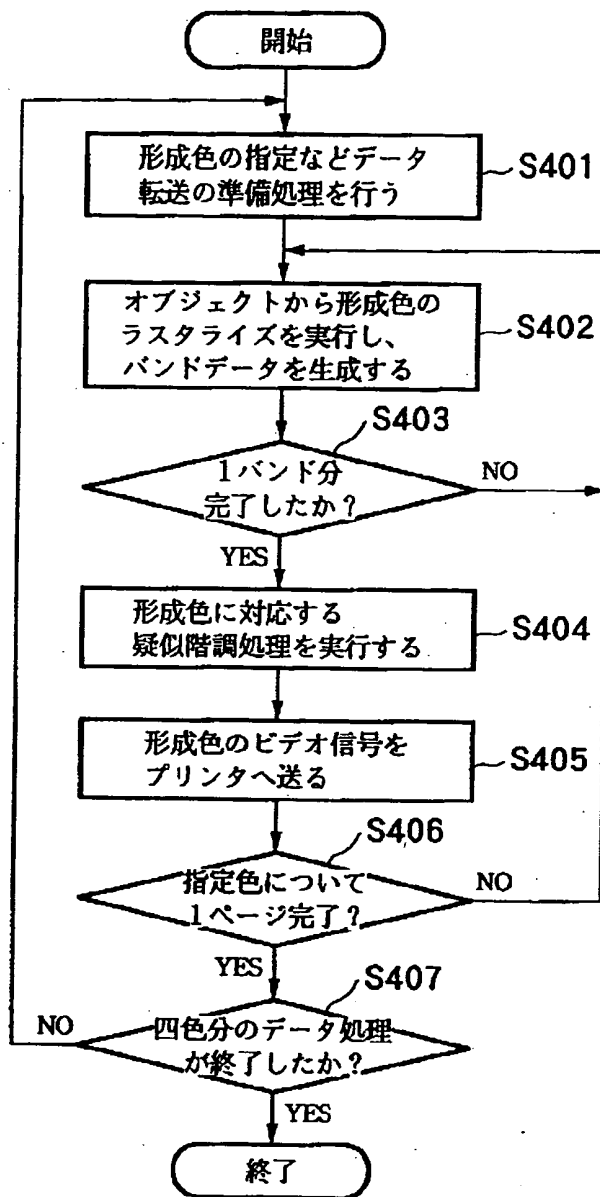 開始
形成色の指定などデータ
転送の準備処理を行う
S401
オブジェクトから形成色の
ラスタライズを実行し、
バンドデータを生成する
S402
S403
1バンド分
完了したか?
NO
YES
形成色に対応する
疑似階調処理を実行する
S404
形成色のビデオ信号を
プリンタへ送る
S405
S406
指定色について
1ページ完了?
NO
YES
S407
四色分のデータ処理
が終了したか?
NO
YES
終了